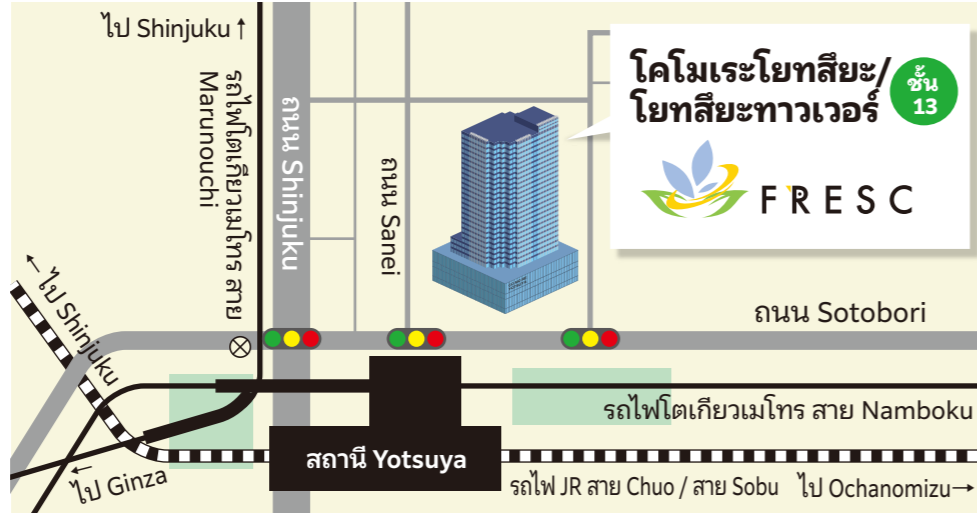 ไป Shinjuku ↑
รถไฟโตเกียวเมโทร สาย
Marunouchi
ถนน Shinjuku
ถนน Sanei
โคโมเระโยทสึยะ/
โยทสึยะทาวเวอร์
ชั้น
13
FRESC
ถนน Sotobori
← ไป Shinjuku
รถไฟโตเกียวเมโทร สาย Namboku
สถานี Yotsuya
← ไป Ginza
รถไฟ JR สาย Chuo / สาย Sobu
ไป Ochanomizu→